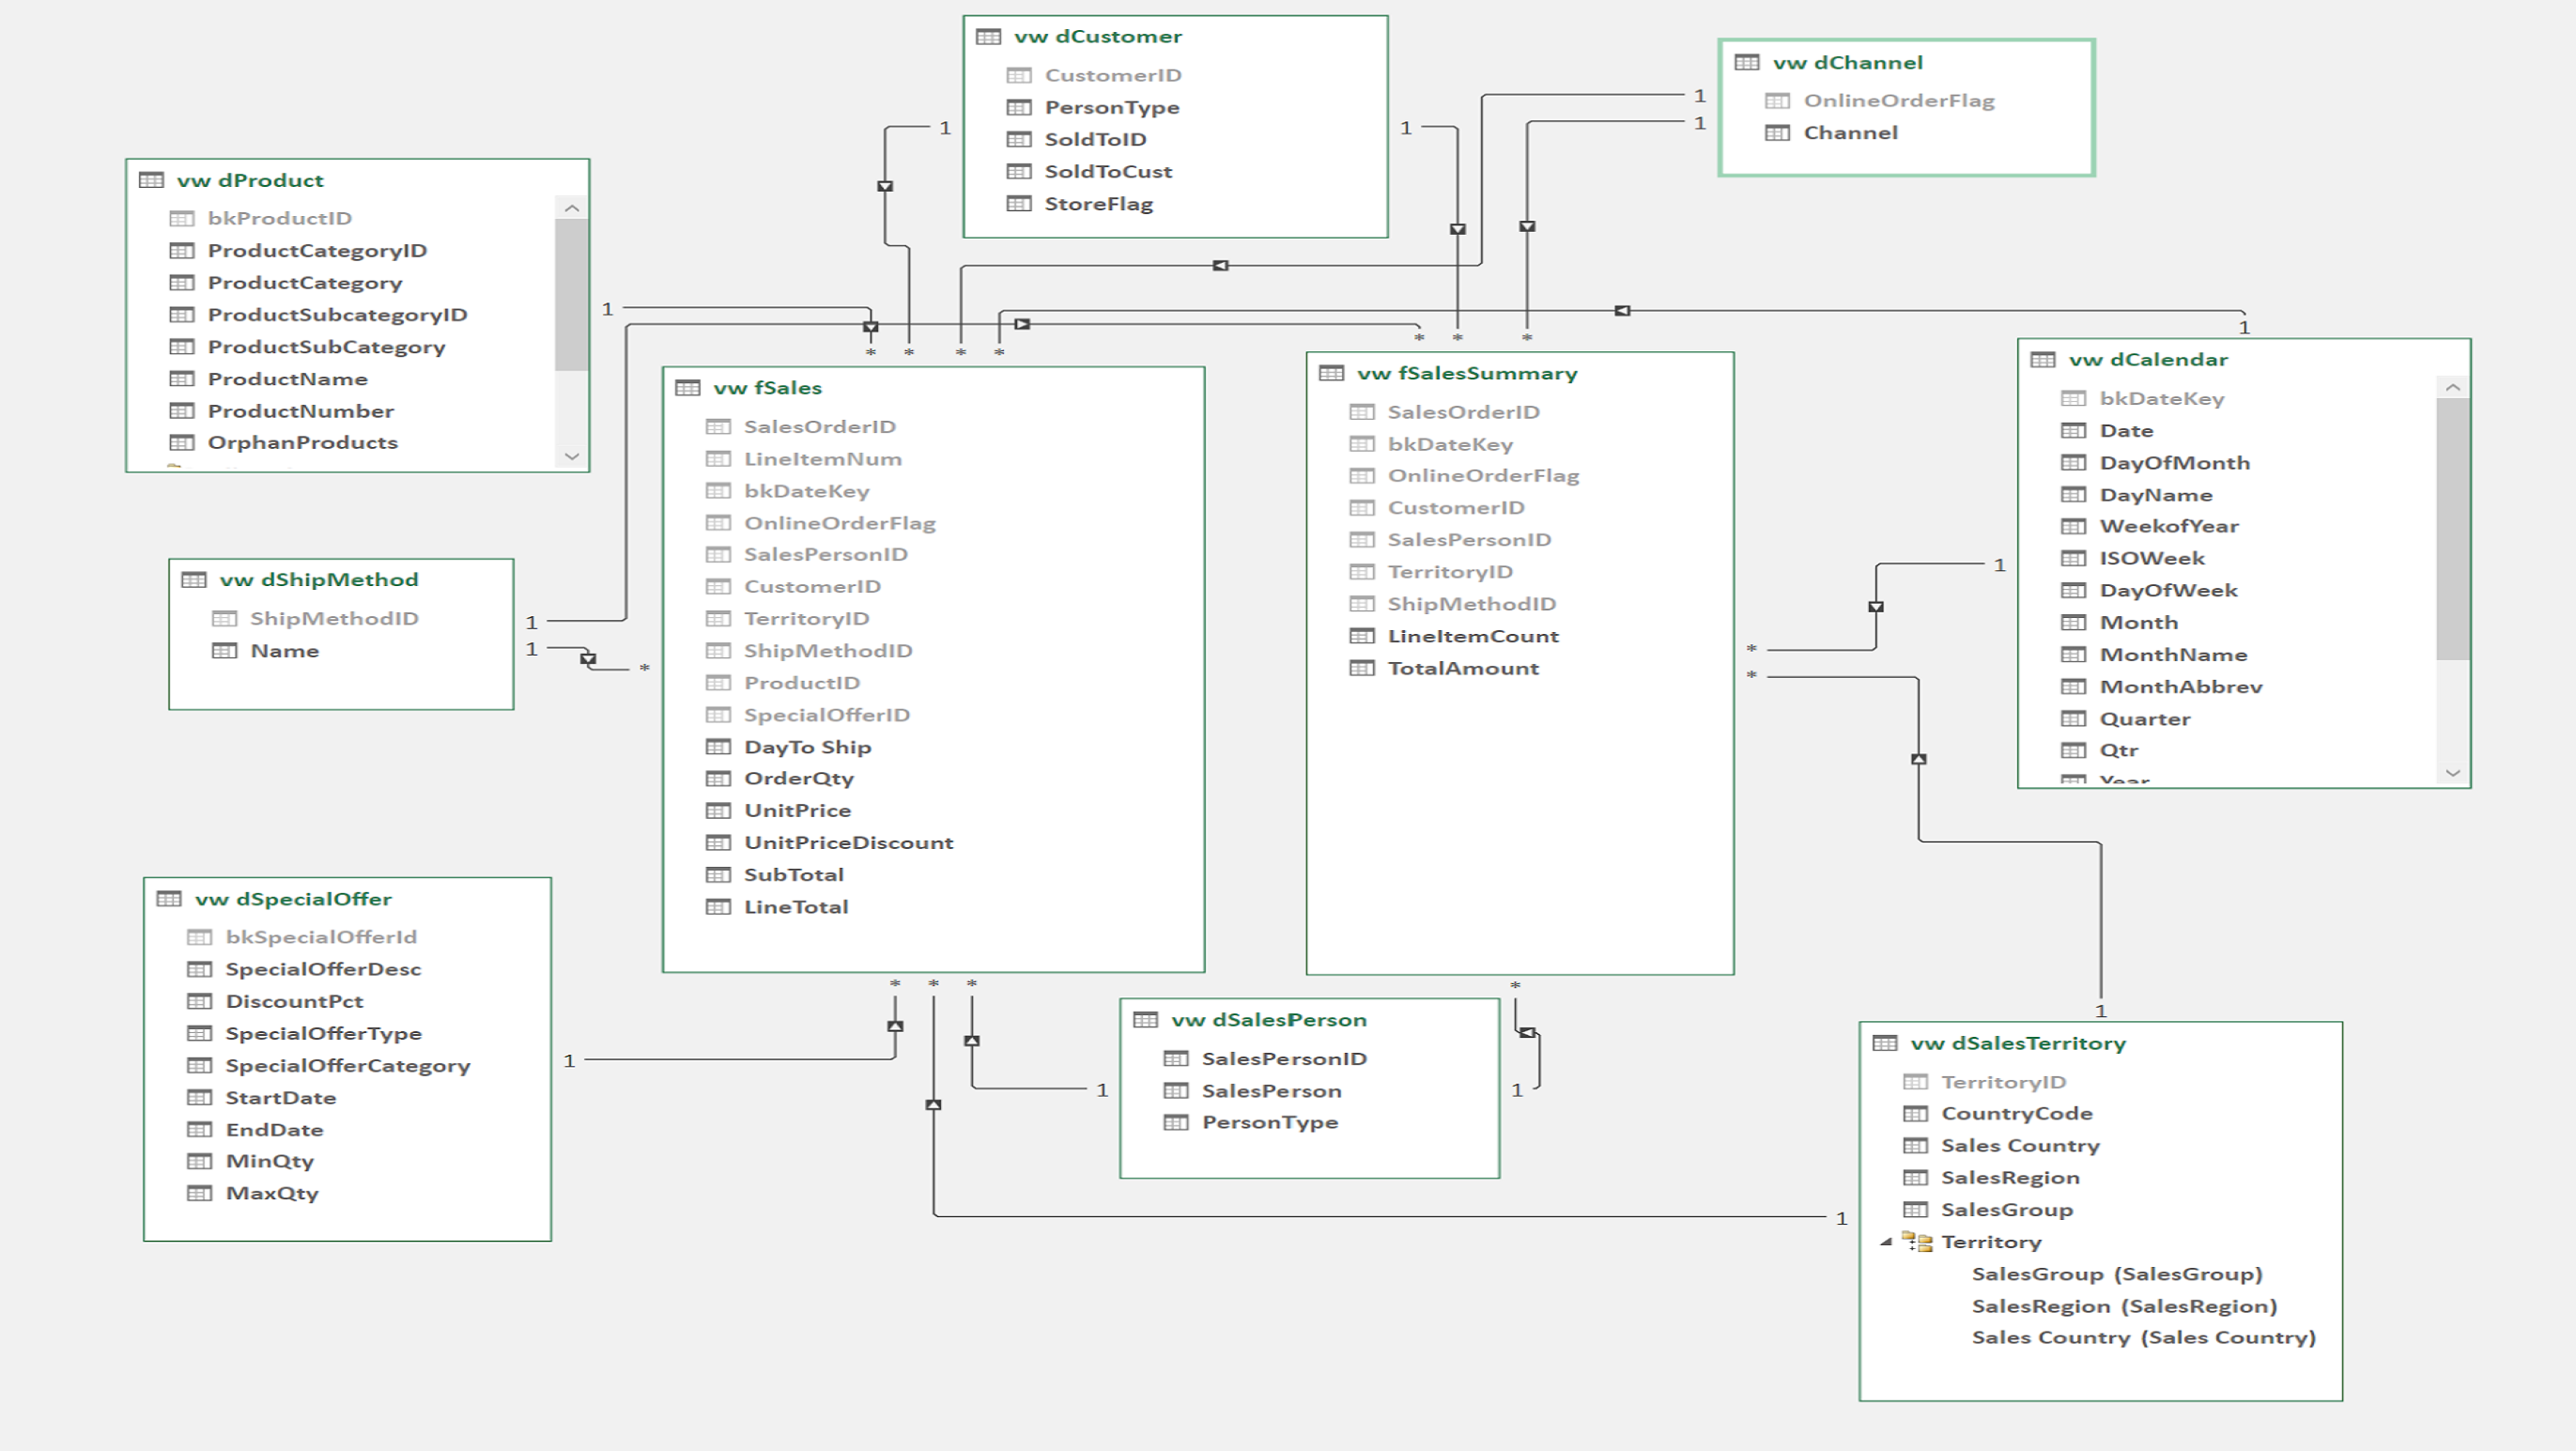 vw dCustomer
CustomerID
PersonType
SoldToID
SoldToCust
StoreFlag
vw dChannel
OnlineOrderFlag
Channel
1
1
1
1
vw dProduct
bkProductID
ProductCategoryID
ProductCategory
ProductSubcategoryID
ProductSubCategory
ProductName
ProductNumber
OrphanProducts
1
1
* * * *
* * *
vw fSales
SalesOrderID
LineItemNum
bkDateKey
OnlineOrderFlag
SalesPersonID
CustomerID
TerritoryID
ShipMethodID
ProductID
SpecialOfferID
DayTo Ship
OrderQty
UnitPrice
UnitPriceDiscount
SubTotal
LineTotal
vw fSalesSummary
SalesOrderID
bkDateKey
OnlineOrderFlag
CustomerID
SalesPersonID
TerritoryID
ShipMethodID
LineItemCount
TotalAmount
vw dCalendar
bkDateKey
Date
DayOfMonth
DayName
WeekofYear
ISOWeek
DayOfWeek
Month
MonthName
MonthAbbrev
Quarter
Qtr
Year
vw dShipMethod
ShipMethodID
Name
1
1
*
1
*
*
vw dSpecialOffer
bkSpecialOfferId
SpecialOfferDesc
DiscountPct
SpecialOfferType
SpecialOfferCategory
StartDate
EndDate
MinQty
MaxQty
1
* * *
*
vw dSalesPerson
SalesPersonID
SalesPerson
PersonType
1
1
1
1
vw dSalesTerritory
TerritoryID
CountryCode
Sales Country
SalesRegion
SalesGroup
Territory
SalesGroup (SalesGroup)
SalesRegion (SalesRegion)
Sales Country (Sales Country)